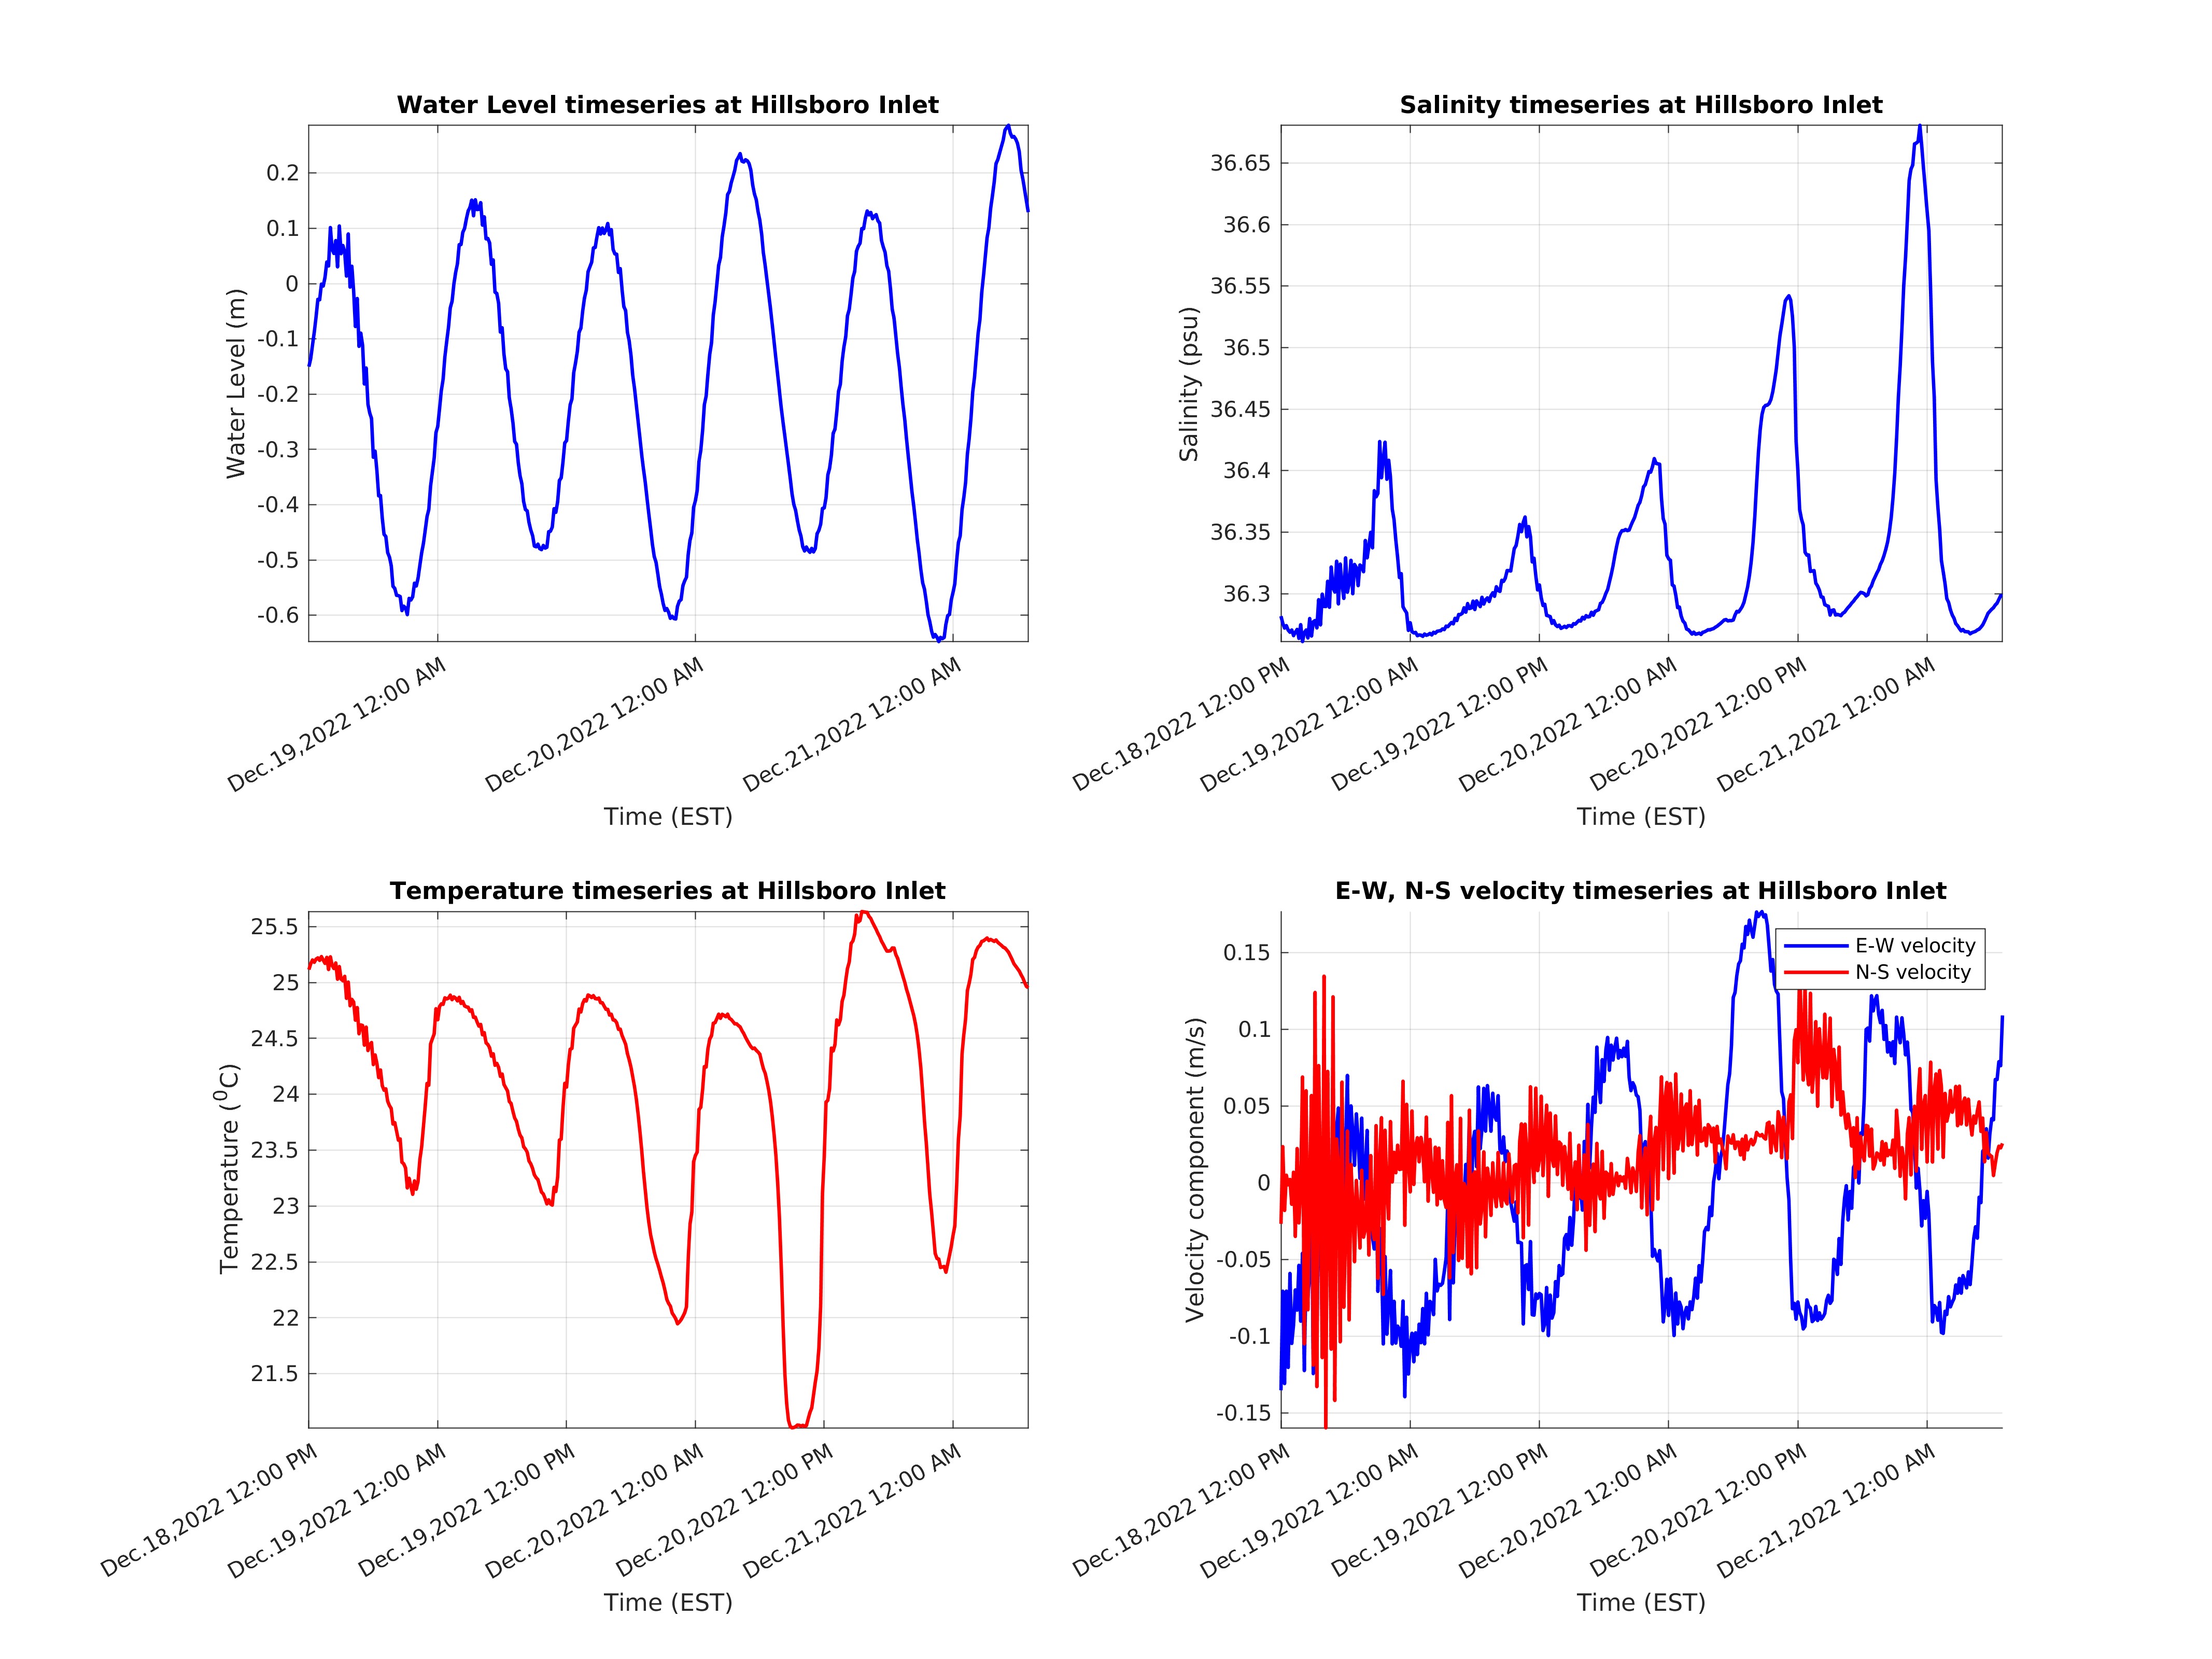 Water Level timeseries at Hillsboro Inlet
Water Level (m)
0.2
0.1
0
-0.1
-0.2
-0.3
-0.4
-0.5
-0.6
Dec.19,2022 12:00 AM
Dec.20,2022 12:00 AM
Dec.21,2022 12:00 AM
Time (EST)
Salinity timeseries at Hillsboro Inlet
Salinity (psu)
36.65
36.6
36.55
36.5
36.45
36.4
36.35
36.3
Dec.18,2022 12:00 PM
Dec.19,2022 12:00 AM
Dec.19,2022 12:00 PM
Dec.20,2022 12:00 AM
Dec.20,2022 12:00 PM
Dec.21,2022 12:00 AM
Time (EST)
Temperature timeseries at Hillsboro Inlet
Temperature (⁰C)
25.5
25
24.5
24
23.5
23
22.5
22
21.5
Dec.18,2022 12:00 PM
Dec.19,2022 12:00 AM
Dec.19,2022 12:00 PM
Dec.20,2022 12:00 AM
Dec.20,2022 12:00 PM
Dec.21,2022 12:00 AM
Time (EST)
E-W, N-S velocity timeseries at Hillsboro Inlet
Velocity component (m/s)
0.15
0.1
0.05
0
-0.05
-0.1
-0.15
E-W velocity
N-S velocity
Dec.18,2022 12:00 PM
Dec.19,2022 12:00 AM
Dec.19,2022 12:00 PM
Dec.20,2022 12:00 AM
Dec.20,2022 12:00 PM
Dec.21,2022 12:00 AM
Time (EST)